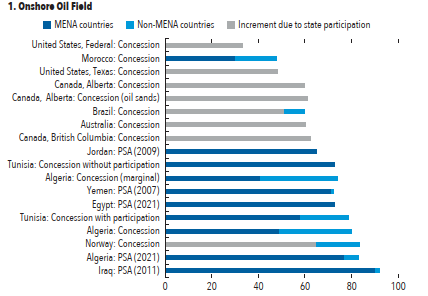 1. Onshore Oil Field
MENA countries Non-MENA countries Increment due to state participation
United States, Federal: Concession
Morocco: Concession
United States, Texas: Concession
Canada, Alberta: Concession
Canada, Alberta: Concession (oil sands)
Brazil: Concession
Australia: Concession
Canada, British Columbia: Concession
Jordan: PSA (2009)
Tunisia: Concession without participation
Algeria: Concession (marginal)
Yemen: PSA (2007)
Egypt: PSA (2021)
Tunisia: Concession with participation
Algeria: Concession
Norway: Concession
Algeria: PSA (2021)
Iraq: PSA (2011)
0 20 40 60 80 100